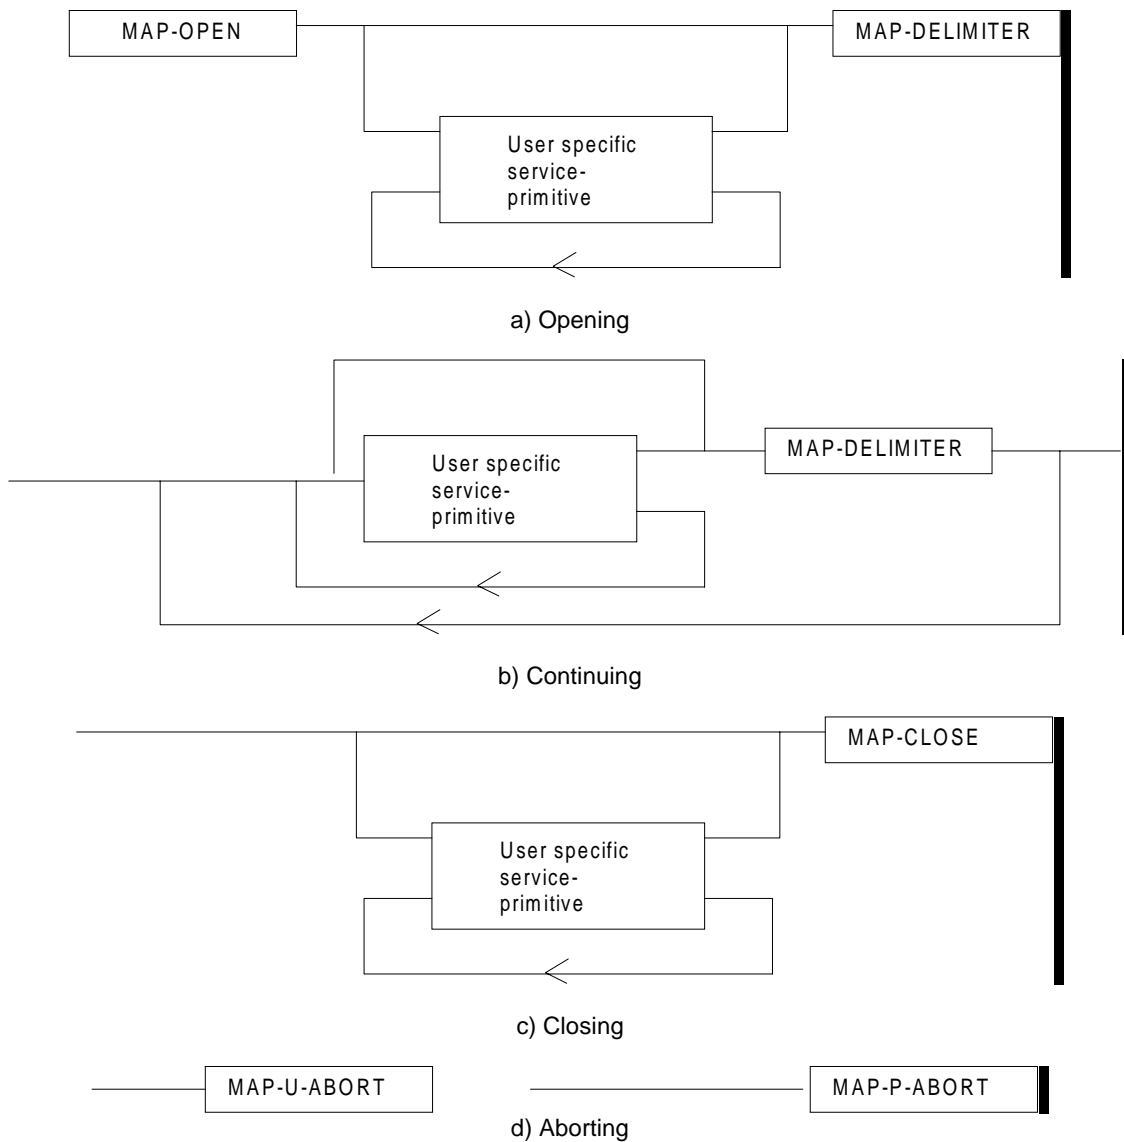 MAP-OPEN
MAP-DELIMITER
User specific
service-
primitive
a) Opening
User specific
service-
primitive
MAP-DELIMITER
b) Continuing
MAP-CLOSE
User specific
service-
primitive
c) Closing
MAP-U-ABORT
MAP-P-ABORT
d) Aborting